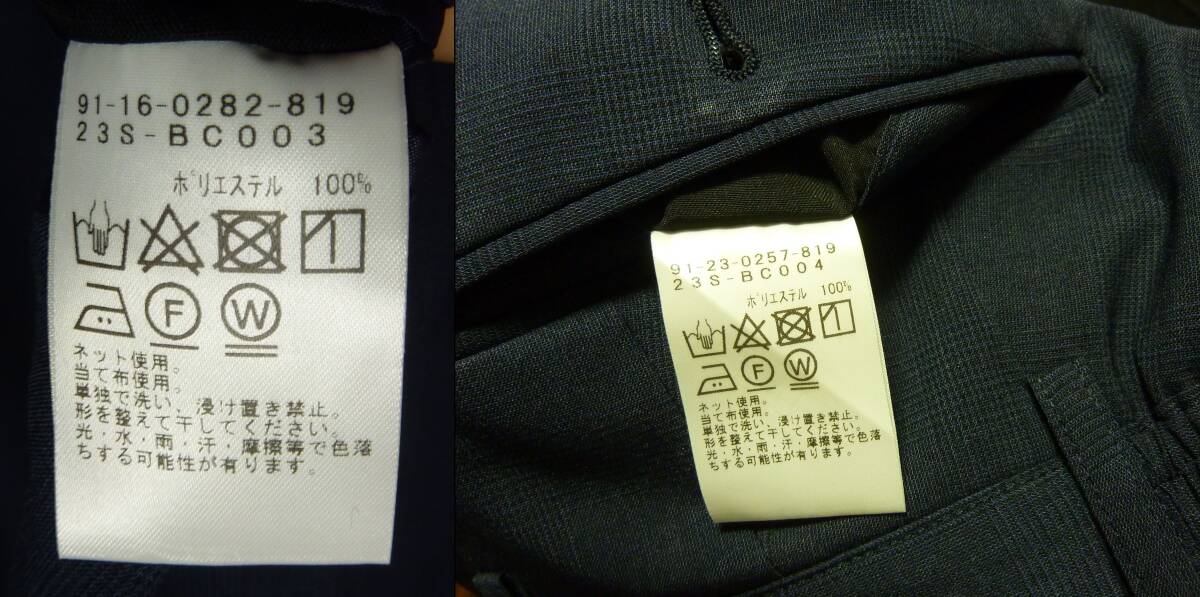 91-16-0282-819
23S-BC003
ポリエステル 100%
F W
ネット使用。
当て布使用。
単独で洗い、浸け置き禁止。
形を整えて干してください。
光・水・雨・汗・摩擦等で色落
ちする可能性が有ります。
91-23-0257-819
23S-BC004
ポリエステル 100%
F W
ネット使用。
当て布使用。
単独で洗い、浸け置き禁止。
形を整えて干してください。
光・水・雨・汗・摩擦等で色落
ちする可能性が有ります。